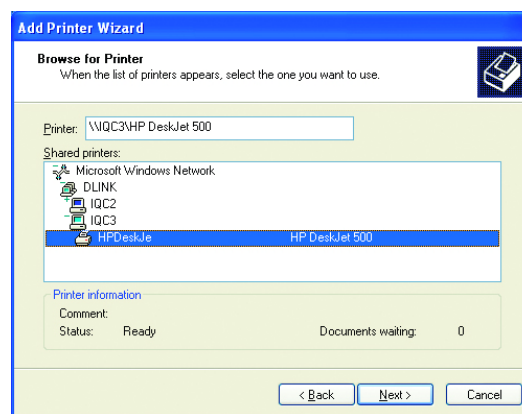 Add Printer Wizard
Browse for Printer
When the list of printers appears, select the one you want to use.
Printer: \\IQC3\HP DeskJet 500
Shared printers:
Microsoft Windows Network
DLINK
IQC2
IQC3
HPDeskJe HP DeskJet 500
Printer information
Comment:
Status: Ready Documents waiting: 0
< Back Next > Cancel